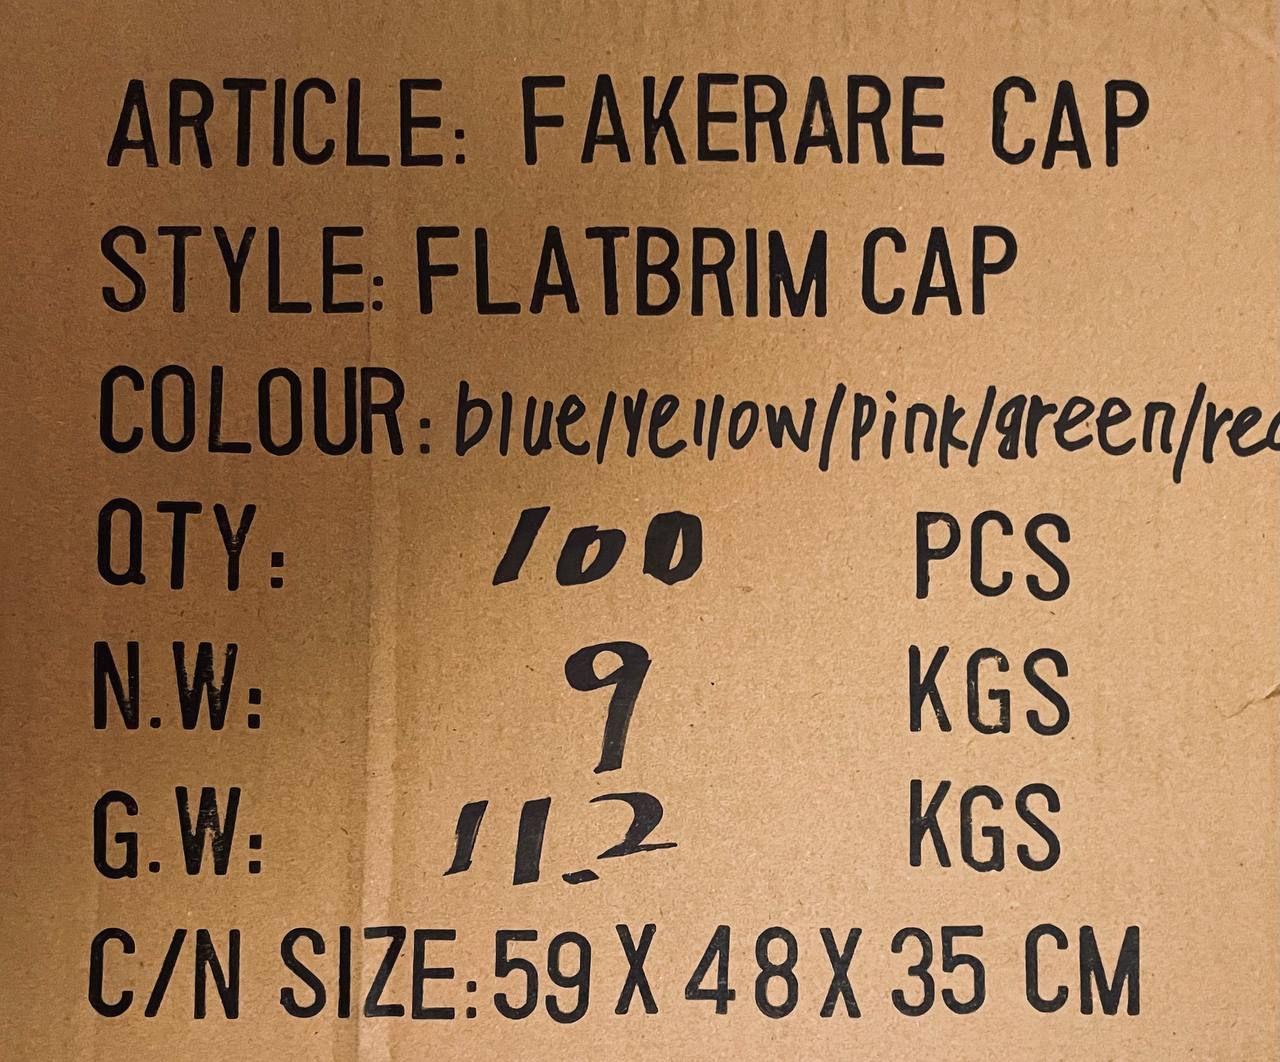 ARTICLE: FAKERARE CAP
STYLE: FLATBRIM CAP
COLOUR: blue/yellow/pink/green/red
QTY: 100 PCS
N.W: 9 KGS
G.W: 11.2 KGS
C/N SIZE: 59 X 48 X 35 CM